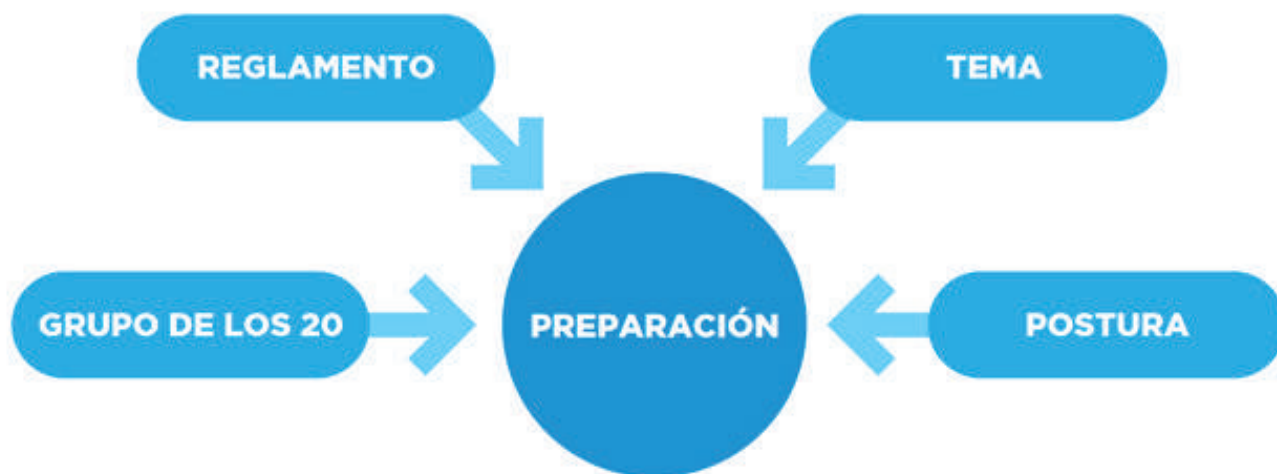 REGLAMENTO
TEMA
GRUPO DE LOS 20
PREPARACIÓN
POSTURA